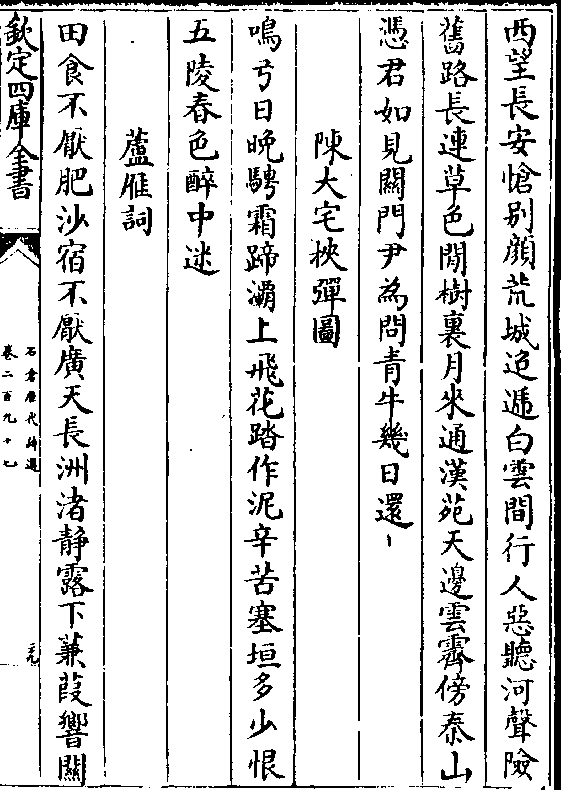 西望長安愴别顔荒城迢遞白雲間行人惡聽河聲險
舊路長連草色閒樹裏月來通漢苑天邊雲霽傍泰山
憑君如見關門尹為問青牛幾日還
陳大宅挾彈圖
鳴弓日晚騁霜蹄灞上飛花踏作泥辛苦塞垣多少恨
五陵春色醉中迷
蘆雁詞
田食不厭肥沙宿不厭廣天長洲渚静露下蒹葭響關
欽定四庫全書
石倉歷代詩選
卷二百九十七
元